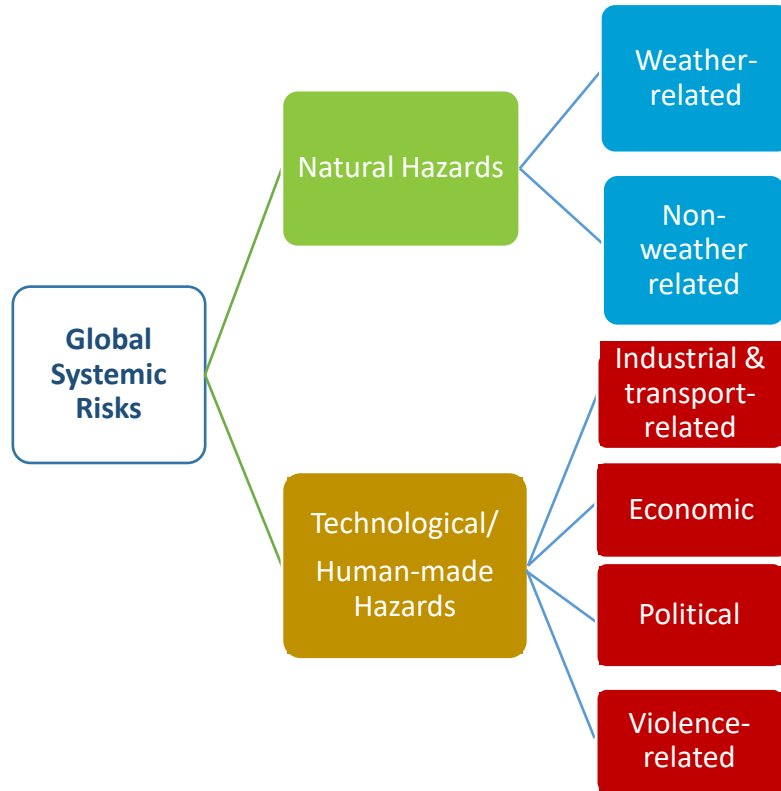 Global
Systemic
Risks
Natural Hazards
Weather-
related
Non-
weather
related
Technological/
Human-made
Hazards
Industrial &
transport-
related
Economic
Political
Violence-
related